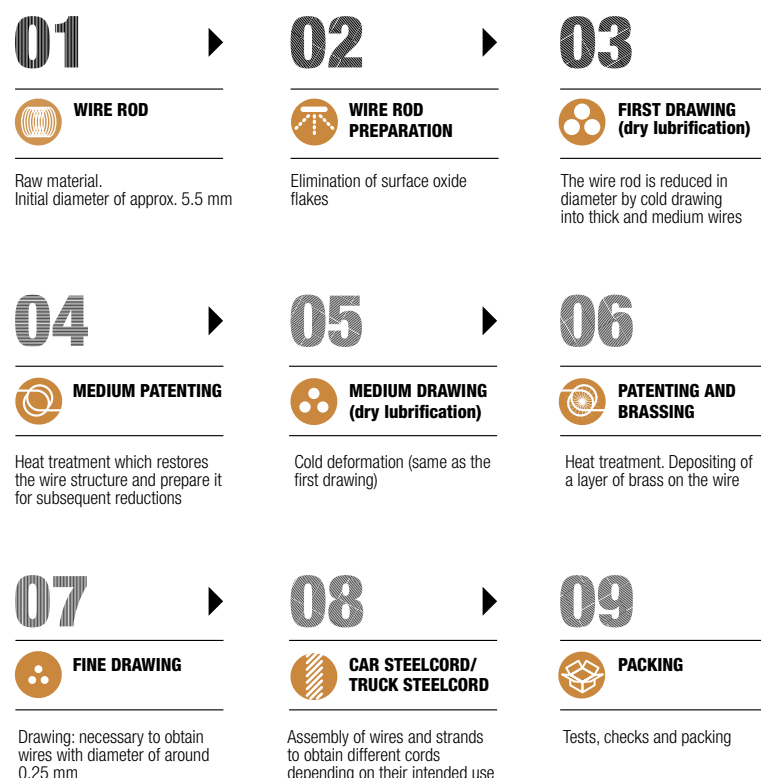 01
WIRE ROD
Raw material.
Initial diameter of approx. 5.5 mm
02
WIRE ROD
PREPARATION
Elimination of surface oxide
flakes
03
FIRST DRAWING
(dry lubrification)
The wire rod is reduced in
diameter by cold drawing
into thick and medium wires
04
MEDIUM PATENTING
Heat treatment which restores
the wire structure and prepare it
for subsequent reductions
05
MEDIUM DRAWING
(dry lubrification)
Cold deformation (same as the
first drawing)
06
PATENTING AND
BRASSING
Heat treatment. Depositing of
a layer of brass on the wire
07
FINE DRAWING
Drawing: necessary to obtain
wires with diameter of around
0.25 mm
08
CAR STEELCORD/
TRUCK STEELCORD
Assembly of wires and strands
to obtain different cords
depending on their intended use
09
PACKING
Tests, checks and packing